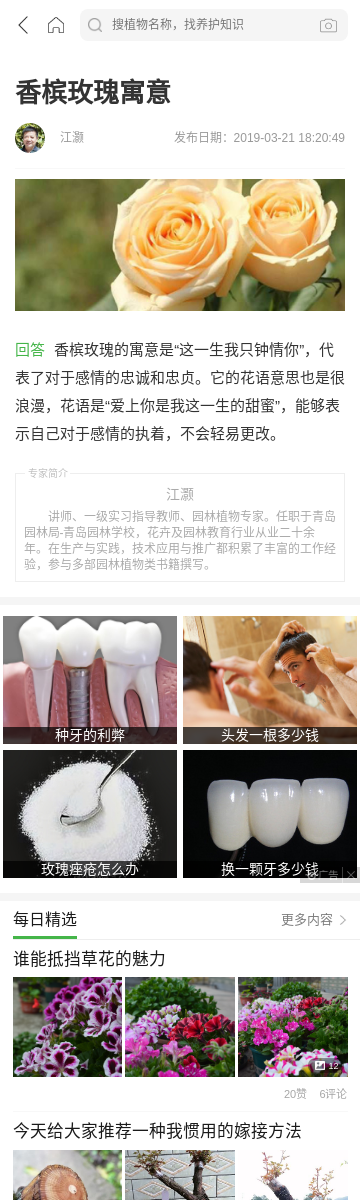 搜植物名称，找养护知识
香槟玫瑰寓意
江灏
发布日期：2019-03-21 18:20:49
回答 香槟玫瑰的寓意是“这一生我只钟情你”，代
表了对于感情的忠诚和忠贞。它的花语意思也是很
浪漫，花语是“爱上你是我这一生的甜蜜”，能够表
示自己对于感情的执着，不会轻易更改。
专家简介
江灏
讲师、一级实习指导教师、园林植物专家。任职于青岛
园林局-青岛园林学校，花卉及园林教育行业从业二十余
年。在生产与实践，技术应用与推广都积累了丰富的工作经
验，参与多部园林植物类书籍撰写。
种牙的利弊
头发一根多少钱
玫瑰痤疮怎么办
换一颗牙多少钱
广告
每日精选
更多内容
谁能抵挡草花的魅力
12
20赞 6评论
今天给大家推荐一种我惯用的嫁接方法